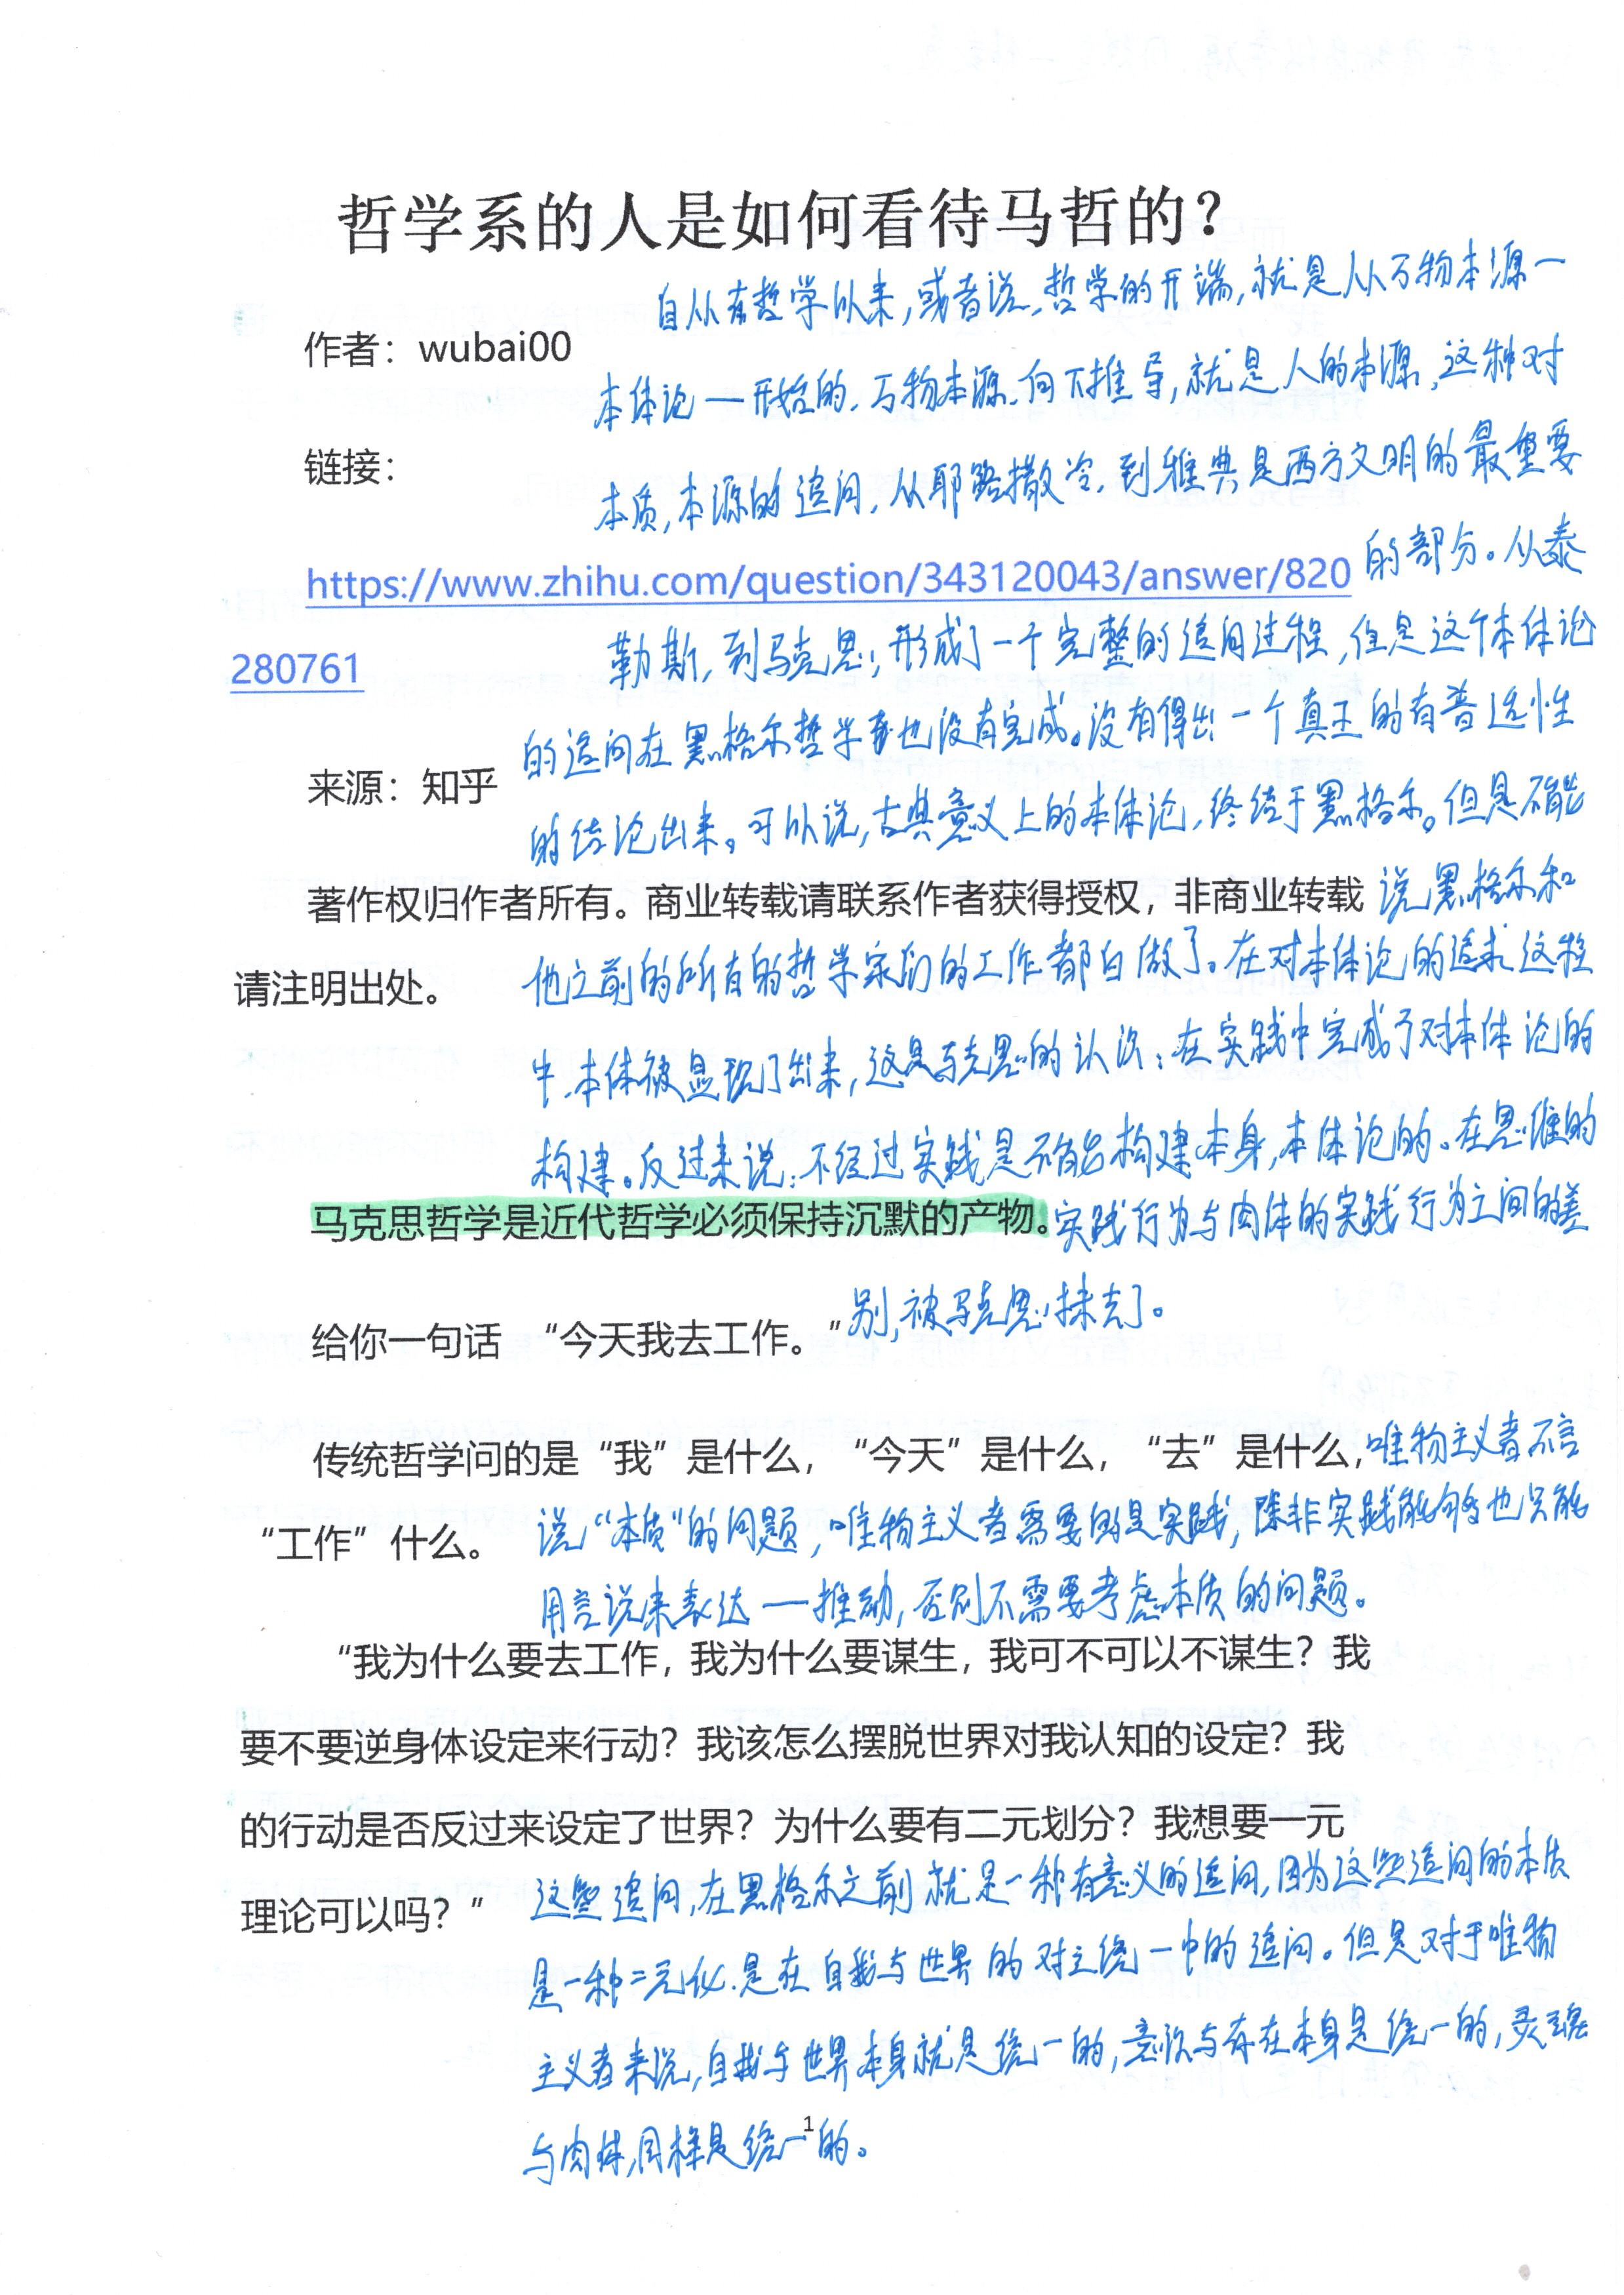 哲学系的人是如何看待马哲的？
自从有哲学以来，或者说，哲学的开端，就是从万物本源一
作者：wubai00
本体论一开始的，万物本源，向下推导，就是人的本源，这种对
链接：
本质，本源的追问，从耶路撒冷，到雅典是西方文明的最重要
https://www.zhihu.com/question/343120043/answer/820
的部分。从泰
280761
勒斯，到马克思，形成了一个完整的追问过程，但是这个本体论
的追问在黑格尔哲学也没有完成。没有得出一个真正的有普适性
来源：知乎
的结论出来。可以说，古典意义上的本体论，终结于黑格尔。但是不能
著作权归作者所有。商业转载请联系作者获得授权，非商业转载
说黑格尔和
请注明出处。
他之前的所有的哲学家们的工作都白做了。在对本体论的追求这程
中，本体被显现了出来，这是马克思的认识：在实践中完成了对本体论的
构建。反过来说：不经过实践是不能构建本身，本体论的。在思维的
马克思哲学是近代哲学必须保持沉默的产物。
实践行为与肉体的实践行为之间的差
别，被马克思抹去了。
给你一句话 “今天我去工作。”
传统哲学问的是“我”是什么，“今天”是什么，“去”是什么，
唯物主义者不言
“工作”什么。
说“本质”的问题，唯物主义者需要的是实践，除非实践能够也只能
用言说来表达一推动，否则不需要考虑本质的问题。
“我为什么要去工作，我为什么要谋生，我可不可以不谋生？我
要不要逆身体设定来行动？我该怎么摆脱世界对我认知的设定？我
的行动是否反过来设定了世界？为什么要有二元划分？我想要一元
理论可以吗？”
这些追问，在黑格尔之前就是一种有意义的追问，因为这些追问的本质
是一种二元化，是在自我与世界的对立统一中的追问。但是对于唯物
主义者来说，自我与世界本身就是统一的，意识与存在本身是统一的，灵魂
与肉体，同样是统一的。
1